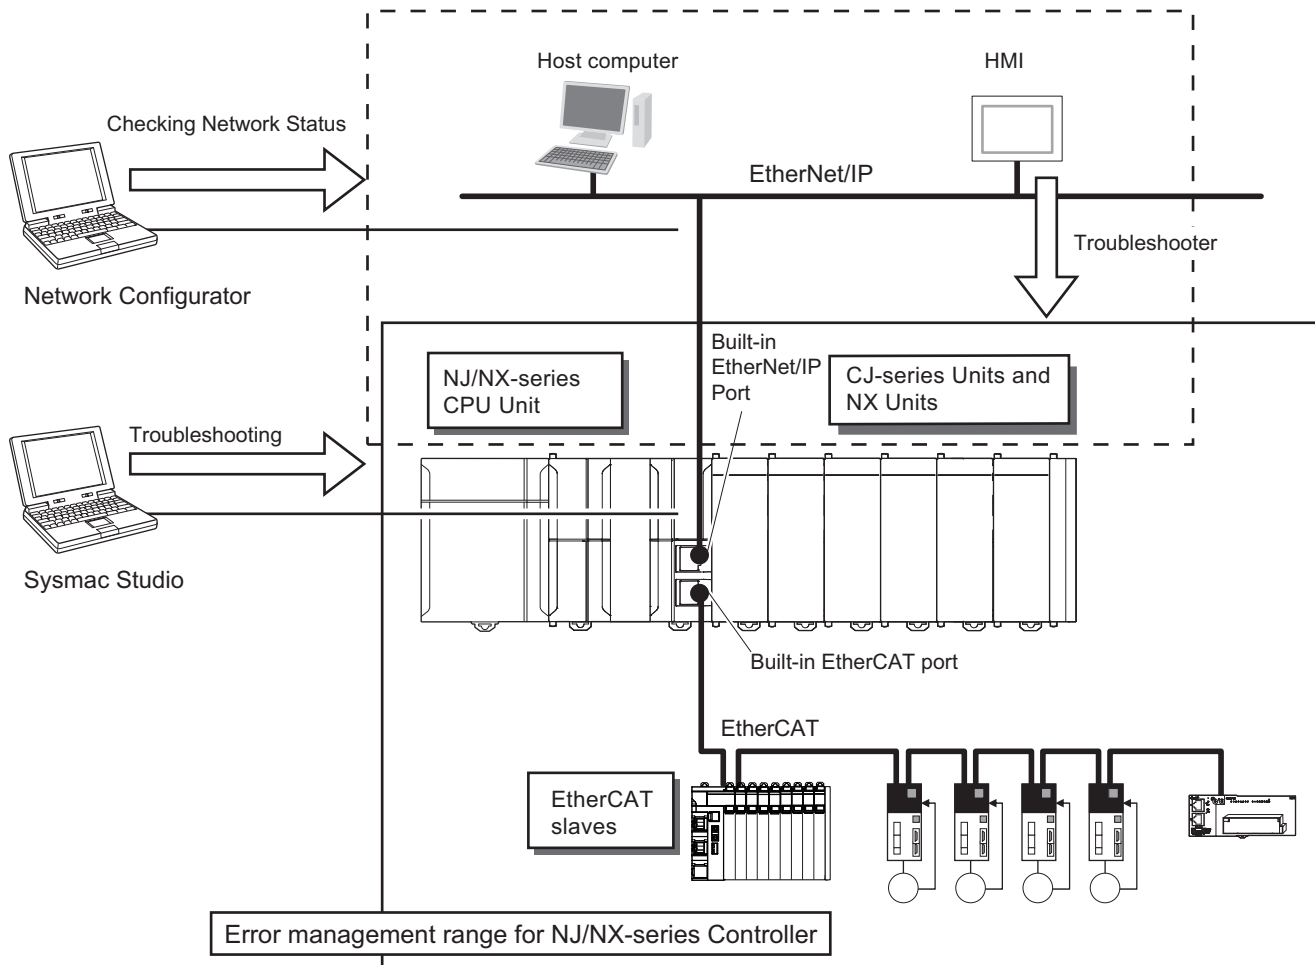 Host computer
HMI
Checking Network Status
EtherNet/IP
Troubleshooter
Network Configurator
Built-in
EtherNet/IP
Port
NJ/NX-series
CPU Unit
CJ-series Units and
NX Units
Troubleshooting
Sysmac Studio
Built-in EtherCAT port
EtherCAT
EtherCAT
slaves
Error management range for NJ/NX-series Controller